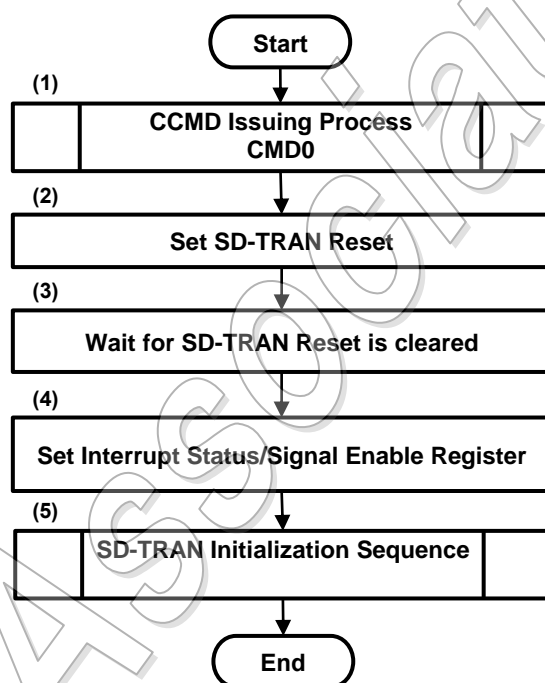 Start
(1)
CCMD Issuing Process
CMD0
(2)
Set SD-TRAN Reset
(3)
Wait for SD-TRAN Reset is cleared
(4)
Set Interrupt Status/Signal Enable Register
(5)
SD-TRAN Initialization Sequence
End